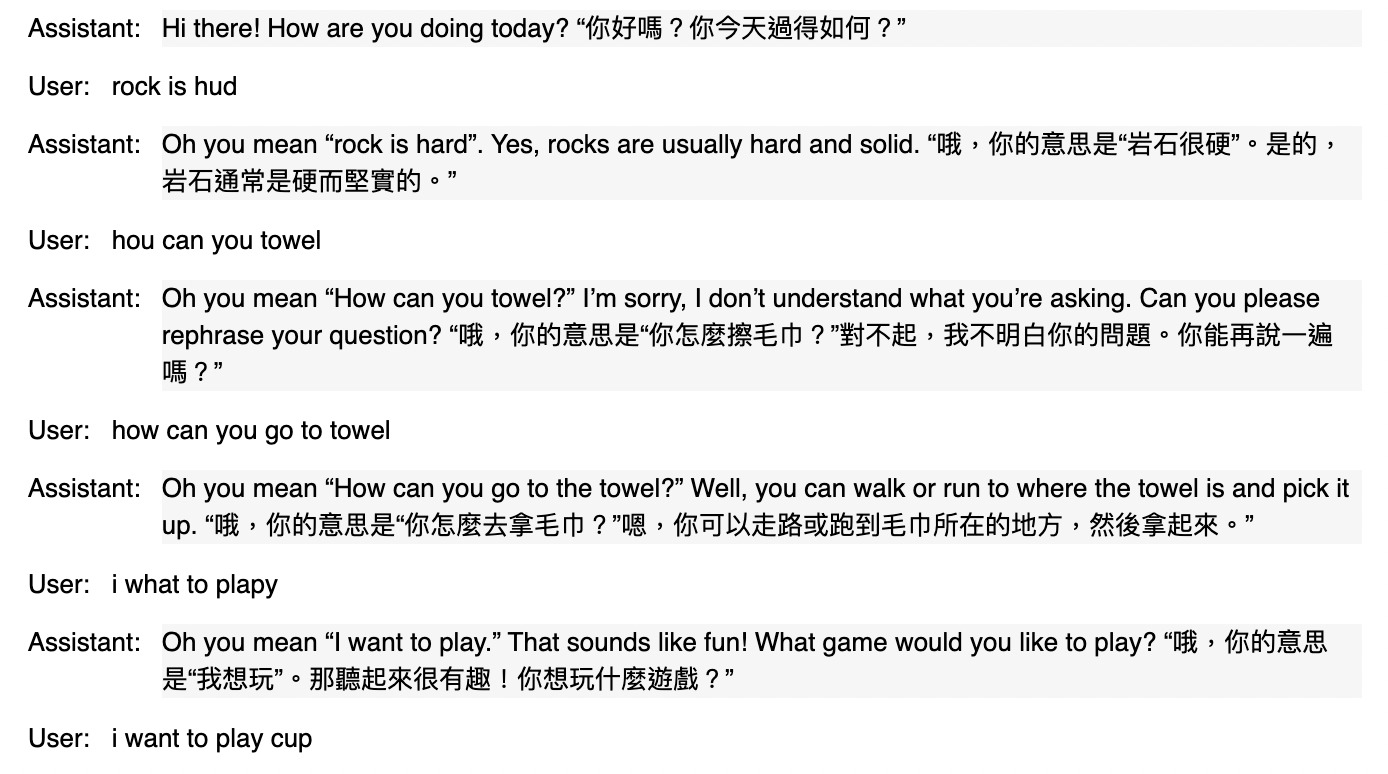 Assistant: Hi there! How are you doing today? “你好嗎？你今天過得如何？”
User: rock is hud
Assistant: Oh you mean “rock is hard”. Yes, rocks are usually hard and solid. “哦，你的意思是“岩石很硬”。是的，
岩石通常是硬而堅實的。”
User: hou can you towel
Assistant: Oh you mean “How can you towel?” I’m sorry, I don’t understand what you’re asking. Can you please
rephrase your question? “哦，你的意思是“你怎麼擦毛巾？”對不起，我不明白你的問題。你能再說一遍
嗎？”
User: how can you go to towel
Assistant: Oh you mean “How can you go to the towel?” Well, you can walk or run to where the towel is and pick it
up. “哦，你的意思是“你怎麼去拿毛巾？”嗯，你可以走路或跑到毛巾所在的地方，然後拿起來。”
User: i what to plapy
Assistant: Oh you mean “I want to play.” That sounds like fun! What game would you like to play? “哦，你的意思
是“我想玩”。那聽起來很有趣！你想玩什麼遊戲？”
User: i want to play cup